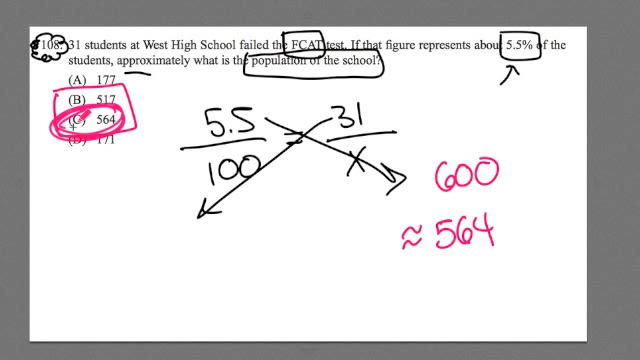 108. 31 students at West High School failed the FCAT test. If that figure represents about 5.5% of the
students, approximately what is the population of the school?
(A) 177
(B) 517
(C) 564
(D) 171
5.5 = 31
100 x
600
≈ 564